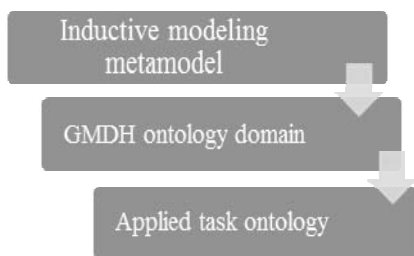 Inductive modeling
metamodel
GMDH ontology domain
Applied task ontology